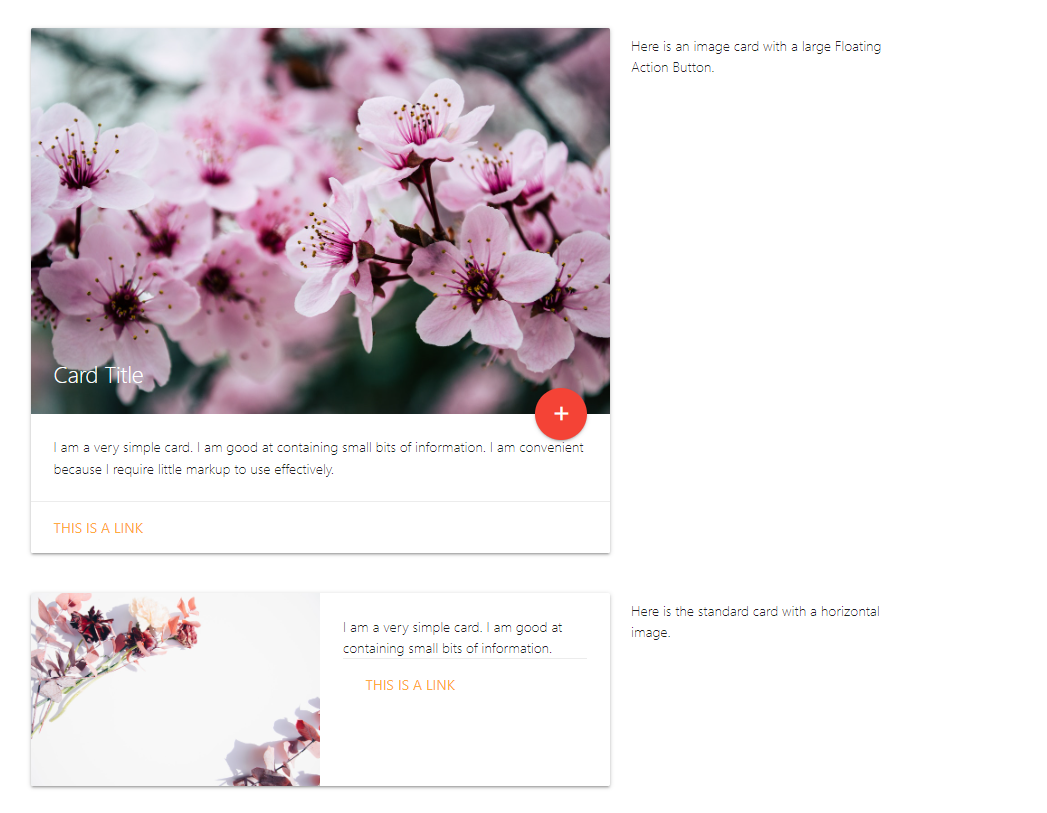 Here is an image card with a large Floating
Action Button.
Card Title
+
I am a very simple card. I am good at containing small bits of information. I am convenient
because I require little markup to use effectively.
THIS IS A LINK
Here is the standard card with a horizontal
image.
I am a very simple card. I am good at
containing small bits of information.
THIS IS A LINK